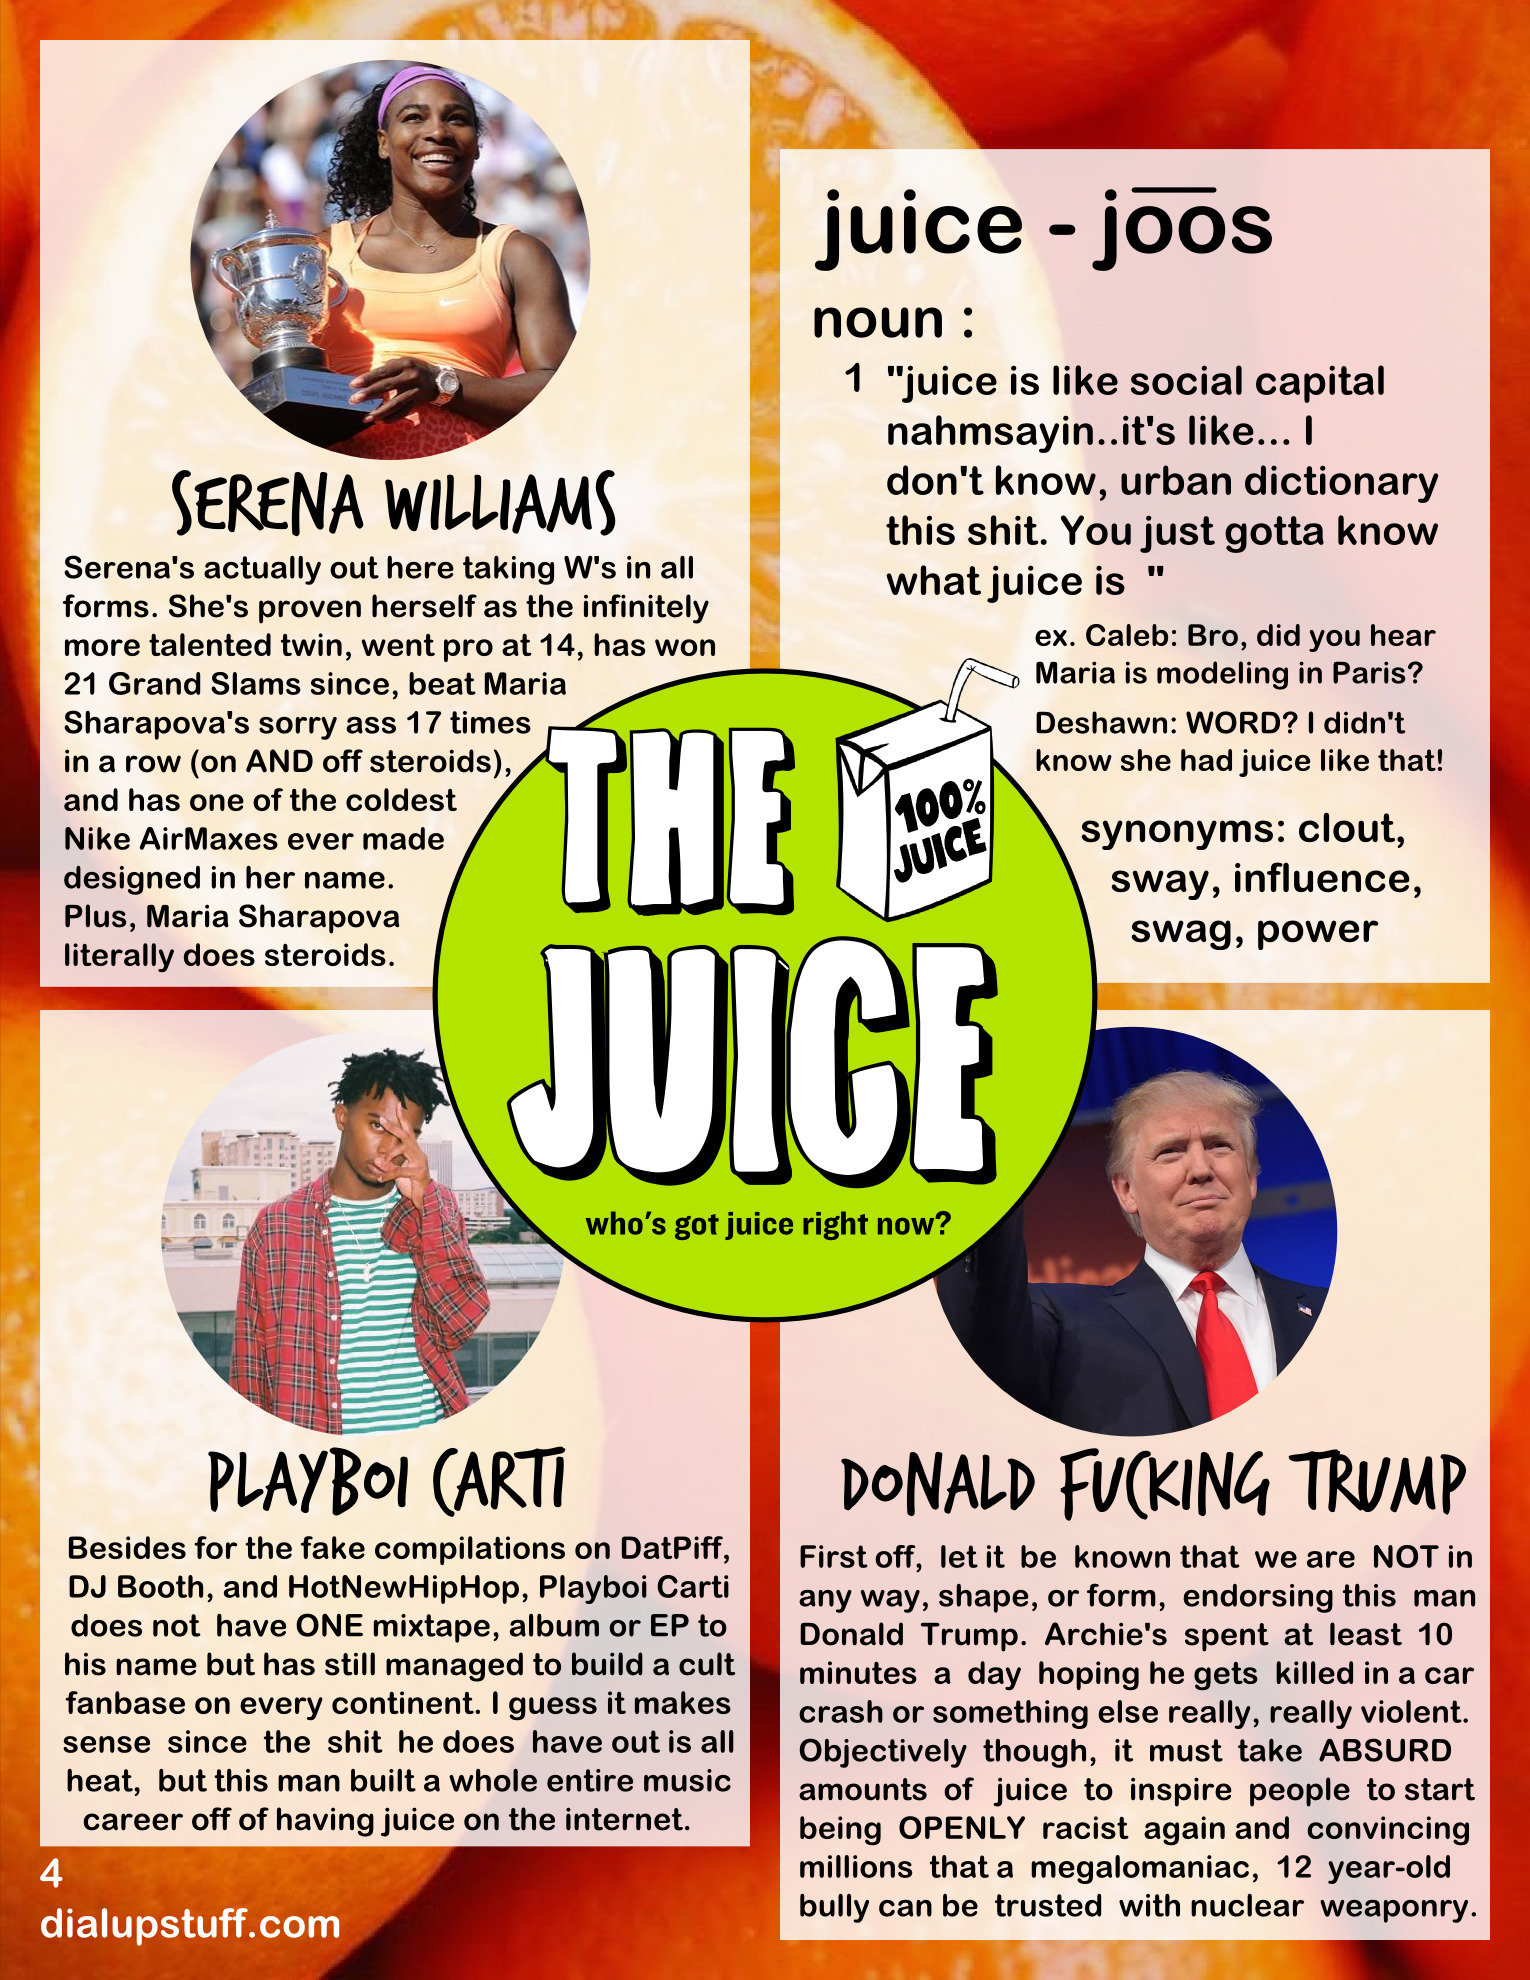 SERENA WILLIAMS
Serena's actually out here taking W's in all
forms. She's proven herself as the infinitely
more talented twin, went pro at 14, has won
21 Grand Slams since, beat Maria
Sharapova's sorry ass 17 times
in a row (on AND off steroids),
and has one of the coldest
Nike AirMaxes ever made
designed in her name.
Plus, Maria Sharapova
literally does steroids.
juice - jo͞os
noun :
1 "juice is like social capital
nahmsayin..it's like... I
don't know, urban dictionary
this shit. You just gotta know
what juice is "
ex. Caleb: Bro, did you hear
Maria is modeling in Paris?
Deshawn: WORD? I didn't
know she had juice like that!
synonyms: clout,
sway, influence,
swag, power
THE
100%
JUICE
JUICE
who's got juice right now?
PLAYBOI CARTI
Besides for the fake compilations on DatPiff,
DJ Booth, and HotNewHipHop, Playboi Carti
does not have ONE mixtape, album or EP to
his name but has still managed to build a cult
fanbase on every continent. I guess it makes
sense since the shit he does have out is all
heat, but this man built a whole entire music
career off of having juice on the internet.
DONALD FUCKING TRUMP
First off, let it be known that we are NOT in
any way, shape, or form, endorsing this man
Donald Trump. Archie's spent at least 10
minutes a day hoping he gets killed in a car
crash or something else really, really violent.
Objectively though, it must take ABSURD
amounts of juice to inspire people to start
being OPENLY racist again and convincing
millions that a megalomaniac, 12 year-old
bully can be trusted with nuclear weaponry.
4
dialupstuff.com